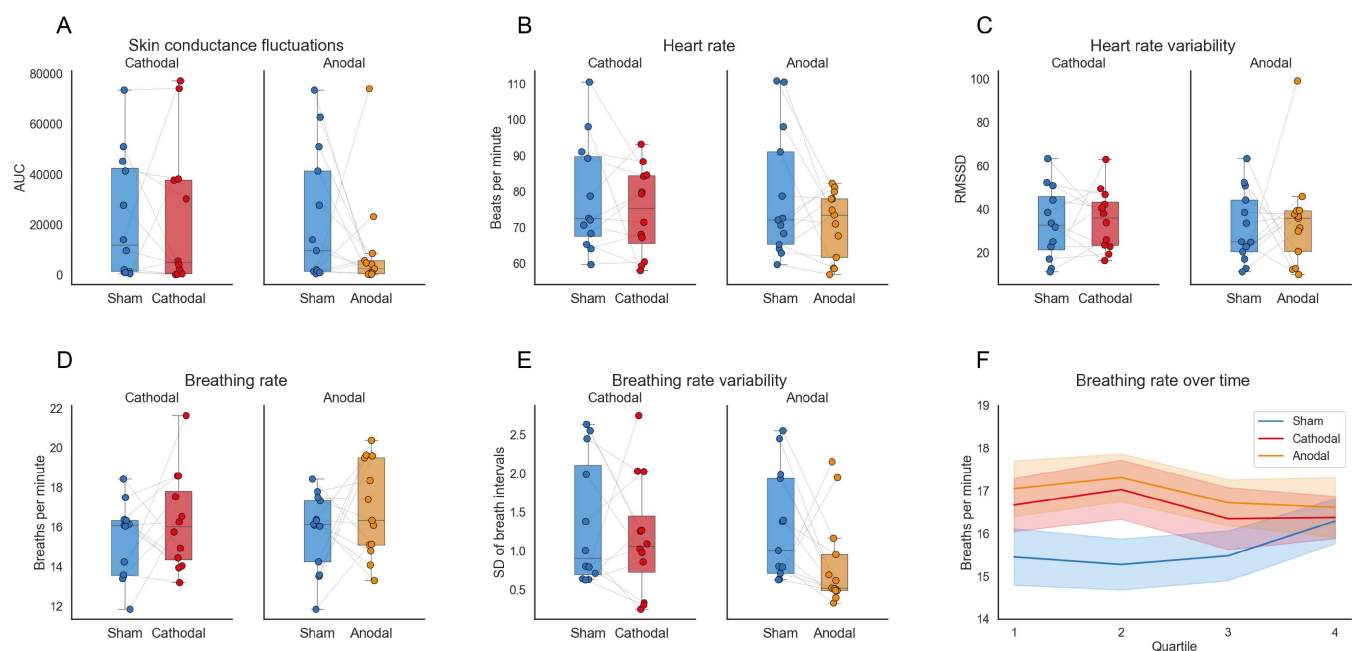 A
Skin conductance fluctuations
Cathodal
Anodal
80000
60000
40000
20000
0
AUC
Sham
Cathodal
Sham
Anodal
B
Heart rate
Cathodal
Anodal
110
100
90
80
70
60
Beats per minute
Sham
Cathodal
Sham
Anodal
C
Heart rate variability
Cathodal
Anodal
100
80
60
40
20
RMSSD
Sham
Cathodal
Sham
Anodal
D
Breathing rate
Cathodal
Anodal
22
20
18
16
14
12
Breaths per minute
Sham
Cathodal
Sham
Anodal
E
Breathing rate variability
Cathodal
Anodal
2.5
2.0
1.5
1.0
0.5
SD of breath intervals
Sham
Cathodal
Sham
Anodal
F
Breathing rate over time
19
18
17
16
15
14
Breaths per minute
Sham
Cathodal
Anodal
1
2
3
4
Quartile